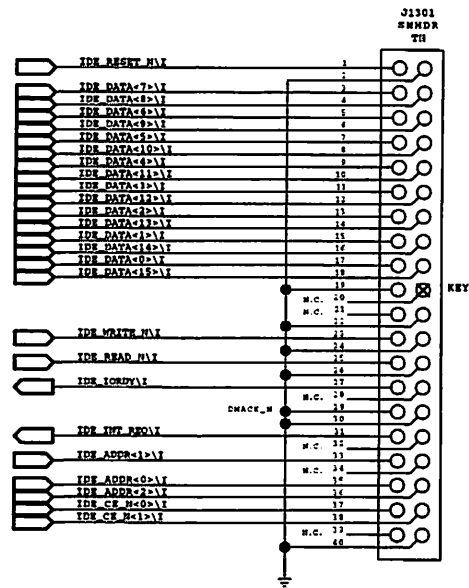 J1301
SMHDR
TH
IDE_RESET_N\I 1
2
IDE_DATA<7>\I 3
IDE_DATA<8>\I 4
IDE_DATA<6>\I 5
IDE_DATA<9>\I 6
IDE_DATA<5>\I 7
IDE_DATA<10>\I 8
IDE_DATA<4>\I 9
IDE_DATA<11>\I 10
IDE_DATA<3>\I 11
IDE_DATA<12>\I 12
IDE_DATA<2>\I 13
IDE_DATA<13>\I 14
IDE_DATA<1>\I 15
IDE_DATA<14>\I 16
IDE_DATA<0>\I 17
IDE_DATA<15>\I 18
19 KEY
N.C. 20
N.C. 21
22
IDE_WRITE_N\I 23
24
IDE_READ_N\I 25
26
IDE_IORDY\I 27
N.C. 28
DMACK_N 29
30
IDE_INT_REQ\I 31
N.C. 32
IDE_ADDR<1>\I 33
N.C. 34
IDE_ADDR<0>\I 35
IDE_ADDR<2>\I 36
IDE_CE_N<0>\I 37
IDE_CE_N<1>\I 38
N.C. 39
40